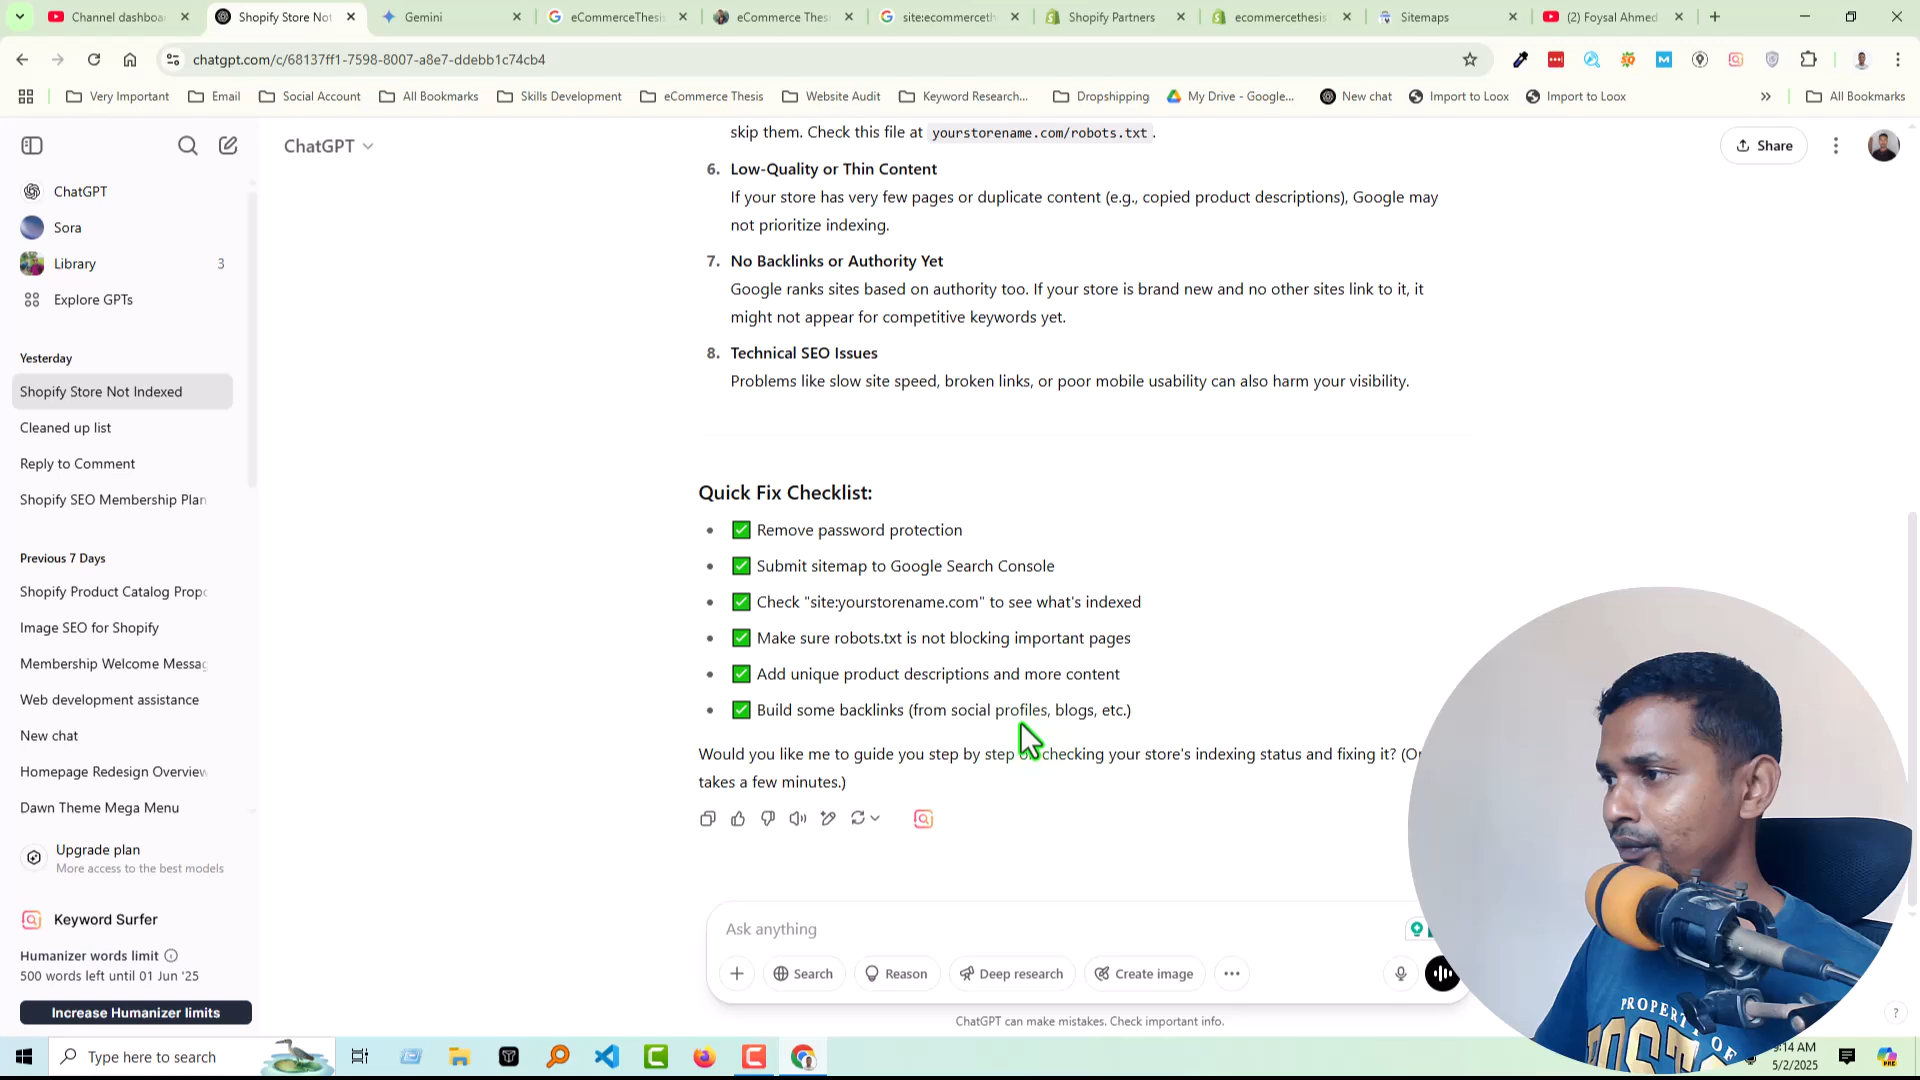 Channel dashboa
Shopify Store Not
Gemini
eCommerceThesi
eCommerce Thes
site:ecommerceth
Shopify Partners
ecommercethesis
Sitemaps
(2) Foysal Ahmed
chatgpt.com/c/68137ff1-7598-8007-a8e7-ddebb1c74cb4
Very Important
Email
Social Account
All Bookmarks
Skills Development
eCommerce Thesis
Website Audit
Keyword Research...
Dropshipping
My Drive - Google...
New chat
Import to Loox
Import to Loox
All Bookmarks
ChatGPT
Share
ChatGPT
Sora
Library 3
Explore GPTs
Yesterday
Shopify Store Not Indexed
Cleaned up list
Reply to Comment
Shopify SEO Membership Plan
Previous 7 Days
Shopify Product Catalog Propo
Image SEO for Shopify
Membership Welcome Messag
Web development assistance
New chat
Homepage Redesign Overview
Dawn Theme Mega Menu
Upgrade plan
More access to the best models
Keyword Surfer
Humanizer words limit
500 words left until 01 Jun '25
Increase Humanizer limits
skip them. Check this file at yourstorename.com/robots.txt .
6. Low-Quality or Thin Content
If your store has very few pages or duplicate content (e.g., copied product descriptions), Google may
not prioritize indexing.
7. No Backlinks or Authority Yet
Google ranks sites based on authority too. If your store is brand new and no other sites link to it, it
might not appear for competitive keywords yet.
8. Technical SEO Issues
Problems like slow site speed, broken links, or poor mobile usability can also harm your visibility.
Quick Fix Checklist:
• ✅ Remove password protection
• ✅ Submit sitemap to Google Search Console
• ✅ Check "site:yourstorename.com" to see what's indexed
• ✅ Make sure robots.txt is not blocking important pages
• ✅ Add unique product descriptions and more content
• ✅ Build some backlinks (from social profiles, blogs, etc.)
Would you like me to guide you step by step checking your store's indexing status and fixing it? (
takes a few minutes.)
Ask anything
Search
Reason
Deep research
Create image
ChatGPT can make mistakes. Check important info.
?
PROPERTY OF
Type here to search
:14 AM
5/2/2025